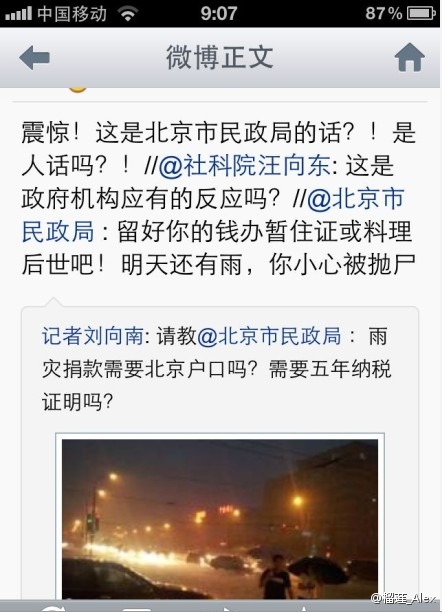 中国移动 9:07 87%
微博正文
震惊！这是北京市民政局的话？！是
人话吗？！//@社科院汪向东: 这是
政府机构应有的反应吗？//@北京市
民政局 : 留好你的钱办暂住证或料理
后世吧！明天还有雨，你小心被抛尸
记者刘向南: 请教@北京市民政局 : 雨
灾捐款需要北京户口吗？需要五年纳税
证明吗？
@榴莲_Alex